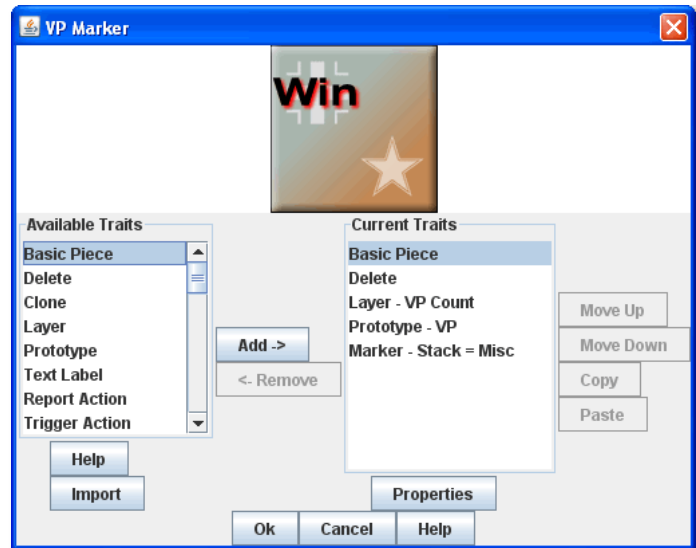 VP Marker
Win
Available Traits
Basic Piece
Delete
Clone
Layer
Prototype
Text Label
Report Action
Trigger Action
Help
Import
Add ->
<- Remove
Current Traits
Basic Piece
Delete
Layer - VP Count
Prototype - VP
Marker - Stack = Misc
Move Up
Move Down
Copy
Paste
Properties
Ok Cancel Help